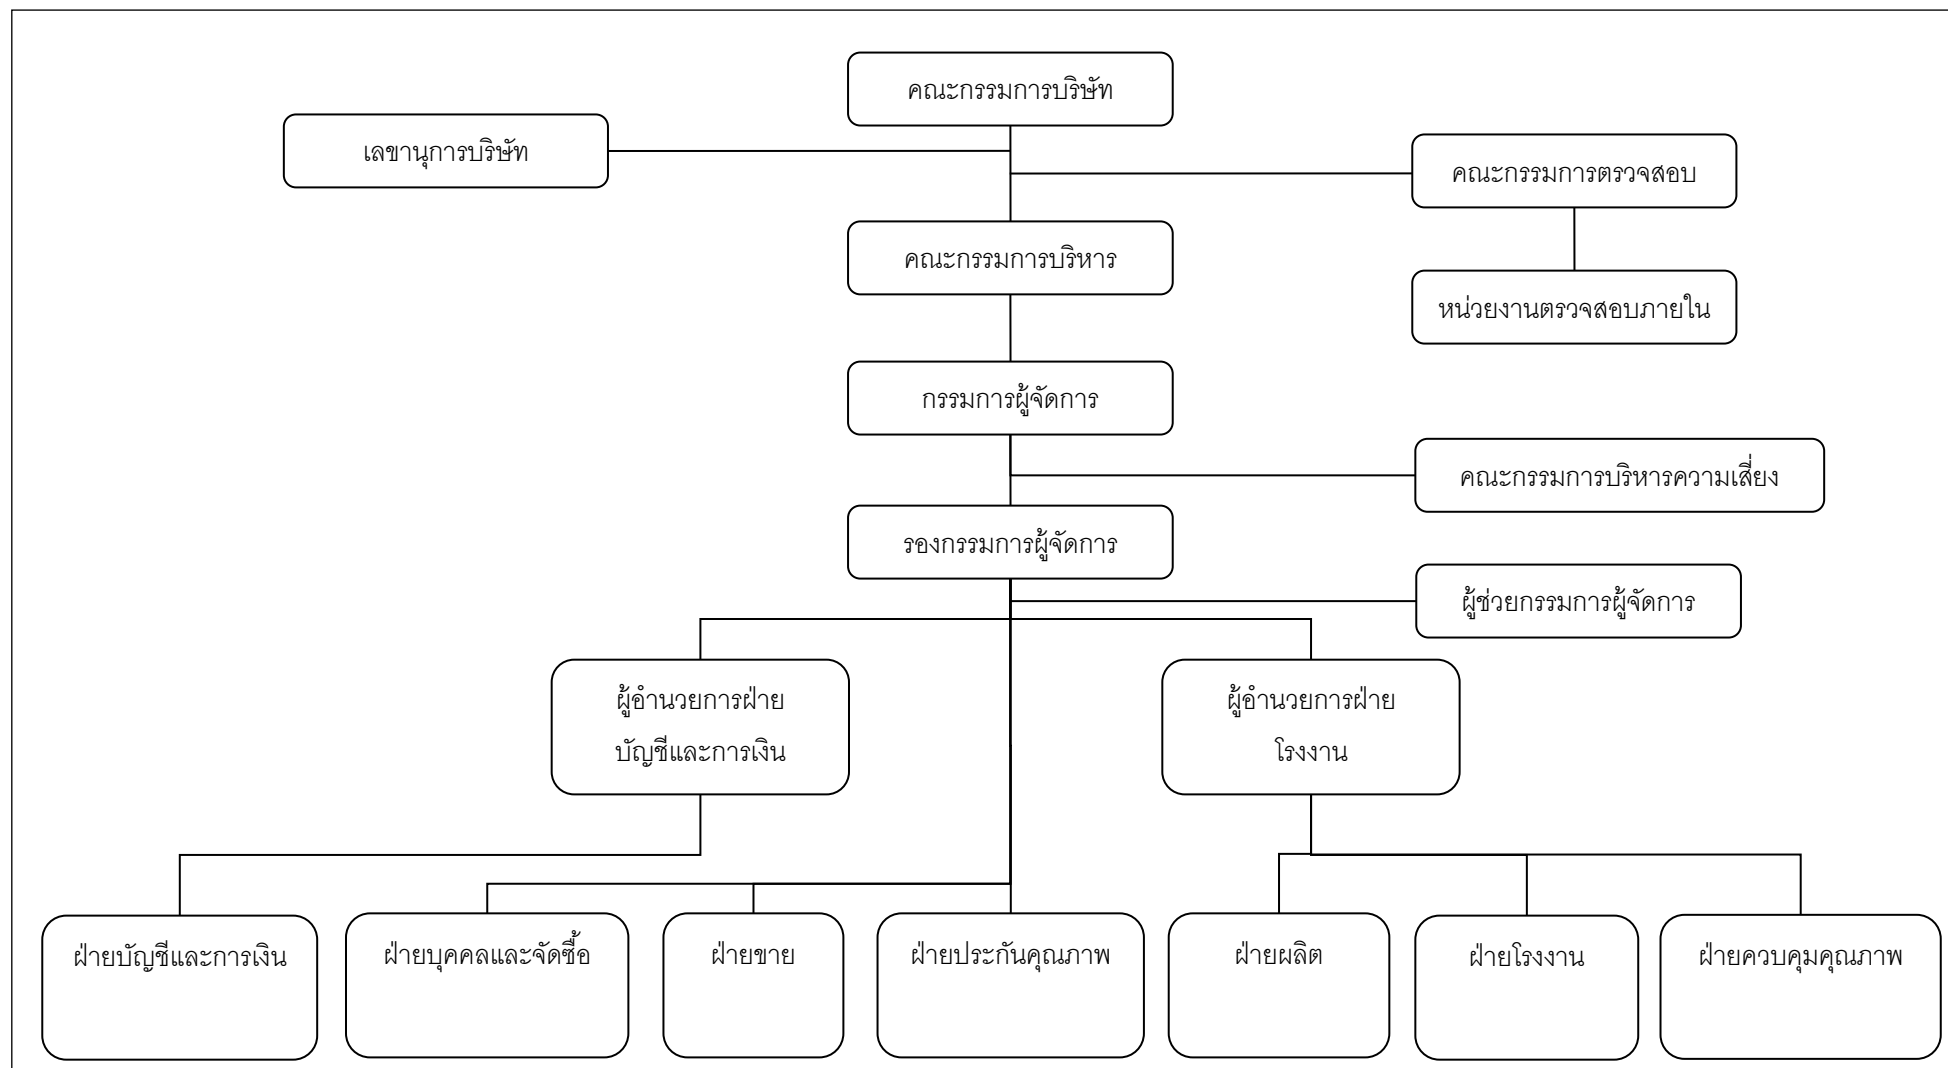 คณะกรรมการบริษัท
เลขานุการบริษัท
คณะกรรมการตรวจสอบ
คณะกรรมการบริหาร
หน่วยงานตรวจสอบภายใน
กรรมการผู้จัดการ
คณะกรรมการบริหารความเสี่ยง
รองกรรมการผู้จัดการ
ผู้ช่วยกรรมการผู้จัดการ
ผู้อำนวยการฝ่าย
บัญชีและการเงิน
ผู้อำนวยการฝ่าย
โรงงาน
ฝ่ายบัญชีและการเงิน
ฝ่ายบุคคลและจัดซื้อ
ฝ่ายขาย
ฝ่ายประกันคุณภาพ
ฝ่ายผลิต
ฝ่ายโรงงาน
ฝ่ายควบคุมคุณภาพ